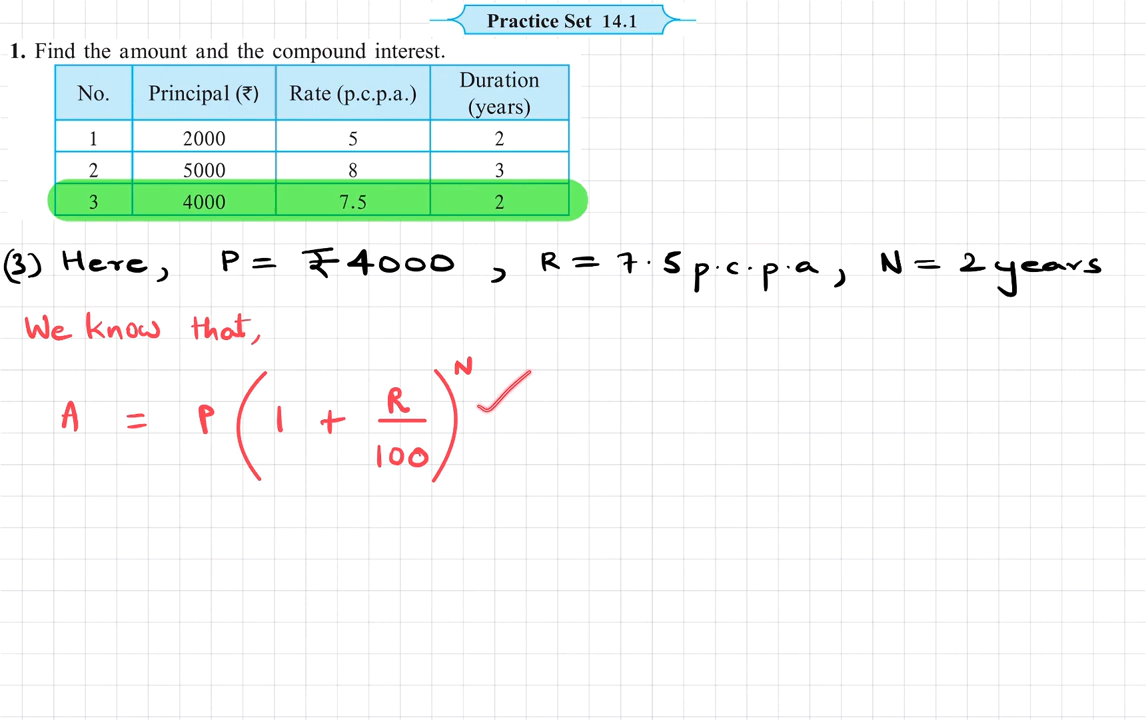 Practice Set 14.1
1. Find the amount and the compound interest.
No. Principal (₹) Rate (p.c.p.a.) Duration (years)
1 2000 5 2
2 5000 8 3
3 4000 7.5 2
(3) Here, P = ₹4000, R = 7.5 p.c.p.a, N = 2 years
We know that,
A = P (1 + R/100)^N ✓